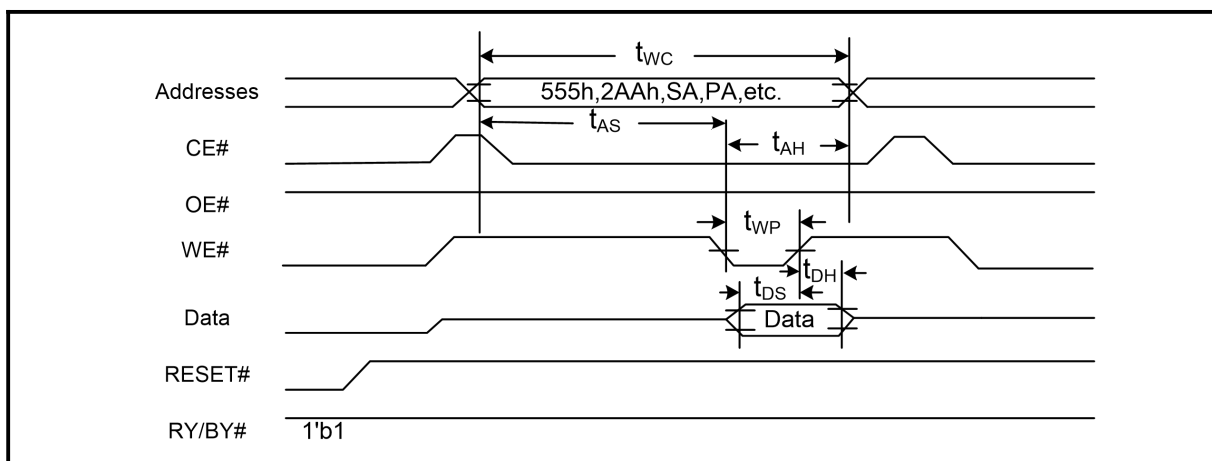 tWC
Addresses
555h,2AAh,SA,PA,etc.
tAS
CE#
tAH
OE#
tWP
WE#
tDH
tDS
Data
Data
RESET#
RY/BY#
1'b1